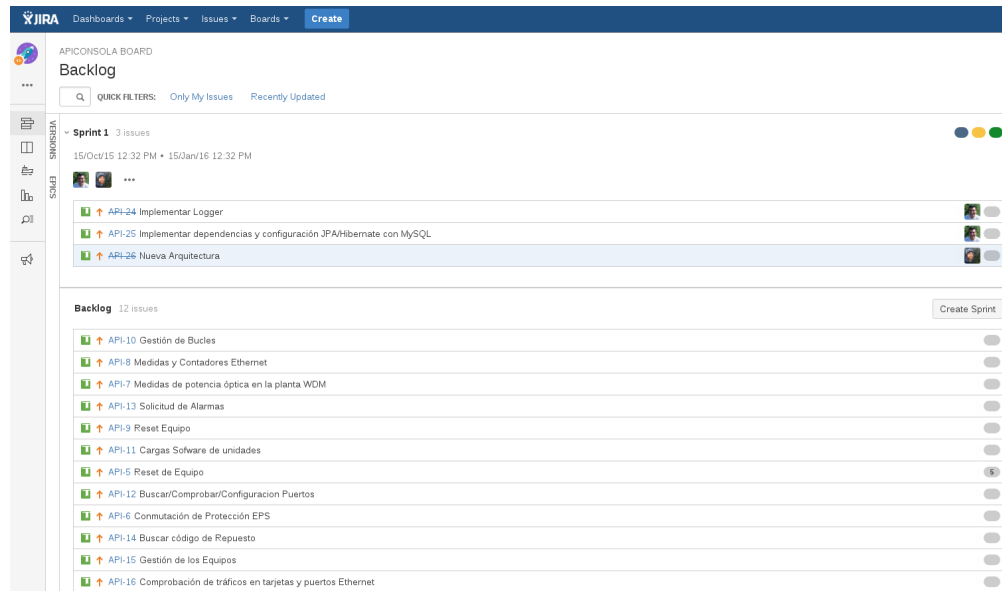 JIRA Dashboards Projects Issues Boards Create
APICONSOLA BOARD
Backlog
QUICK FILTERS: Only My Issues Recently Updated
VERSIONS
EPICS
Sprint 1 3 issues
15/Oct/15 12:32 PM • 15/Jan/16 12:32 PM
API-24 Implementar Logger
API-25 Implementar dependencias y configuración JPA/Hibernate con MySQL
API-26 Nueva Arquitectura
Backlog 12 issues Create Sprint
API-10 Gestión de Bucles
API-8 Medidas y Contadores Ethernet
API-7 Medidas de potencia óptica en la planta WDM
API-13 Solicitud de Alarmas
API-9 Reset Equipo
API-11 Cargas Sofware de unidades
API-5 Reset de Equipo 5
API-12 Buscar/Comprobar/Configuracion Puertos
API-6 Conmutación de Protección EPS
API-14 Buscar código de Repuesto
API-15 Gestión de los Equipos
API-16 Comprobación de tráficos en tarjetas y puertos Ethernet